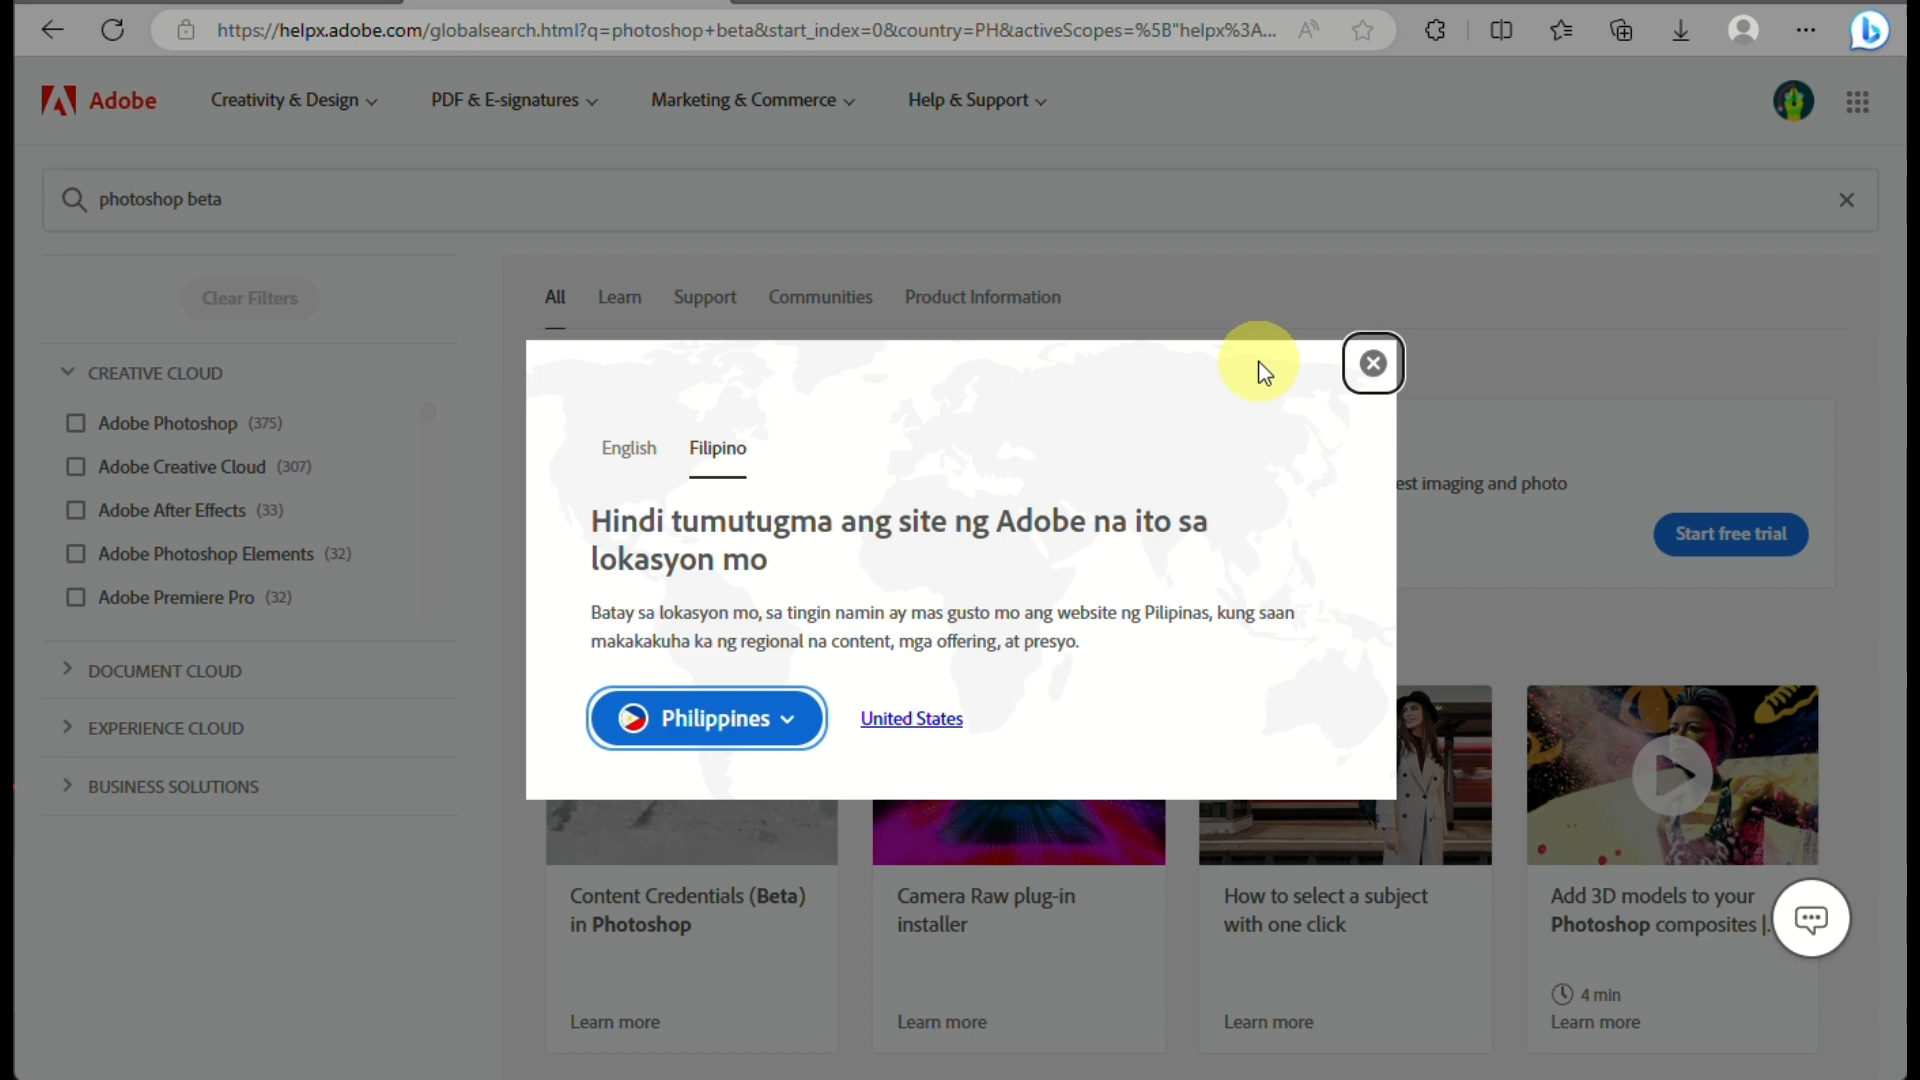 https://helpx.adobe.com/globalsearch.html?q=photoshop+beta&start_index=0&country=PH&activeScopes=%5B"helpx%3A...
Adobe
Creativity & Design
PDF & E-signatures
Marketing & Commerce
Help & Support
photoshop beta
Clear Filters
All
Learn
Support
Communities
Product Information
CREATIVE CLOUD
Adobe Photoshop (375)
Adobe Creative Cloud (307)
Adobe After Effects (33)
Adobe Photoshop Elements (32)
Adobe Premiere Pro (32)
DOCUMENT CLOUD
EXPERIENCE CLOUD
BUSINESS SOLUTIONS
English
Filipino
Hindi tumutugma ang site ng Adobe na ito sa
lokasyon mo
Batay sa lokasyon mo, sa tingin namin ay mas gusto mo ang website ng Pilipinas, kung saan
makakakuha ka ng regional na content, mga offering, at presyo.
Philippines
United States
est imaging and photo
Start free trial
Content Credentials (Beta)
in Photoshop
Learn more
Camera Raw plug-in
installer
Learn more
How to select a subject
with one click
Learn more
Add 3D models to your
Photoshop composites |.
4 min
Learn more